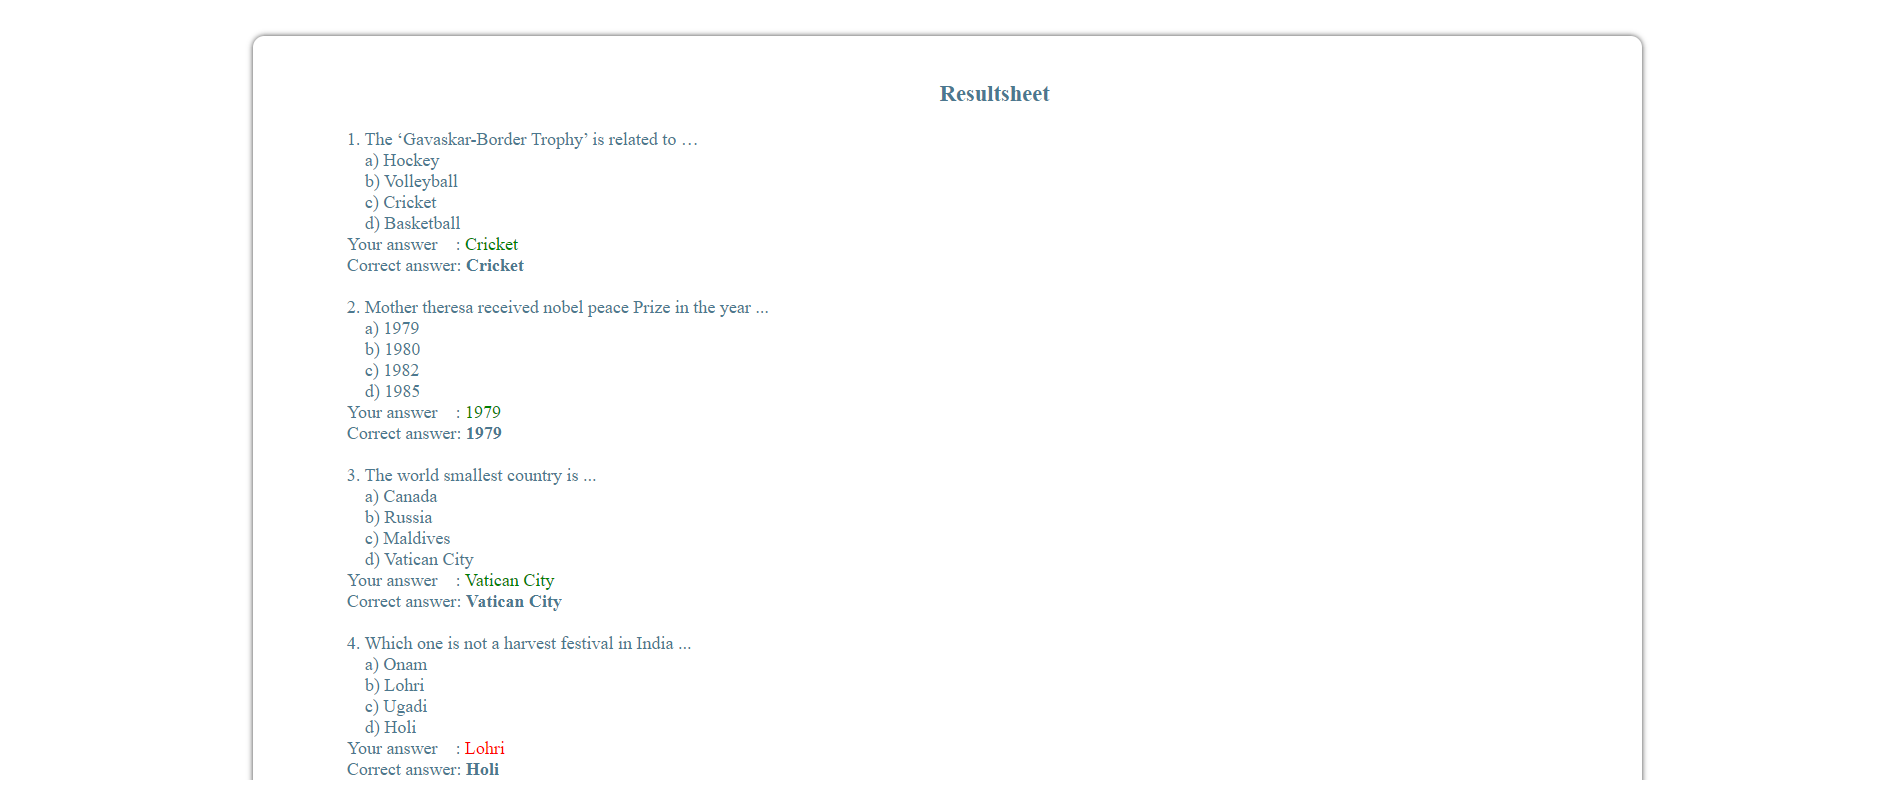 Resultsheet
1. The ‘Gavaskar-Border Trophy’ is related to …
a) Hockey
b) Volleyball
c) Cricket
d) Basketball
Your answer : Cricket
Correct answer: Cricket
2. Mother theresa received nobel peace Prize in the year ...
a) 1979
b) 1980
c) 1982
d) 1985
Your answer : 1979
Correct answer: 1979
3. The world smallest country is ...
a) Canada
b) Russia
c) Maldives
d) Vatican City
Your answer : Vatican City
Correct answer: Vatican City
4. Which one is not a harvest festival in India ...
a) Onam
b) Lohri
c) Ugadi
d) Holi
Your answer : Lohri
Correct answer: Holi